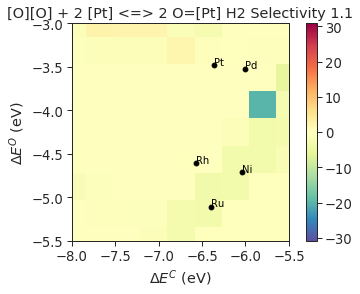 [O][O] + 2 [Pt] <=> 2 O=[Pt] H2 Selectivity 1.1
−3.0
−3.5
−4.0
−4.5
−5.0
−5.5
ΔE^O (eV)
Pt
Pd
Rh
Ni
Ru
−8.0 −7.5 −7.0 −6.5 −6.0 −5.5
ΔE^C (eV)
30
20
10
0
−10
−20
−30